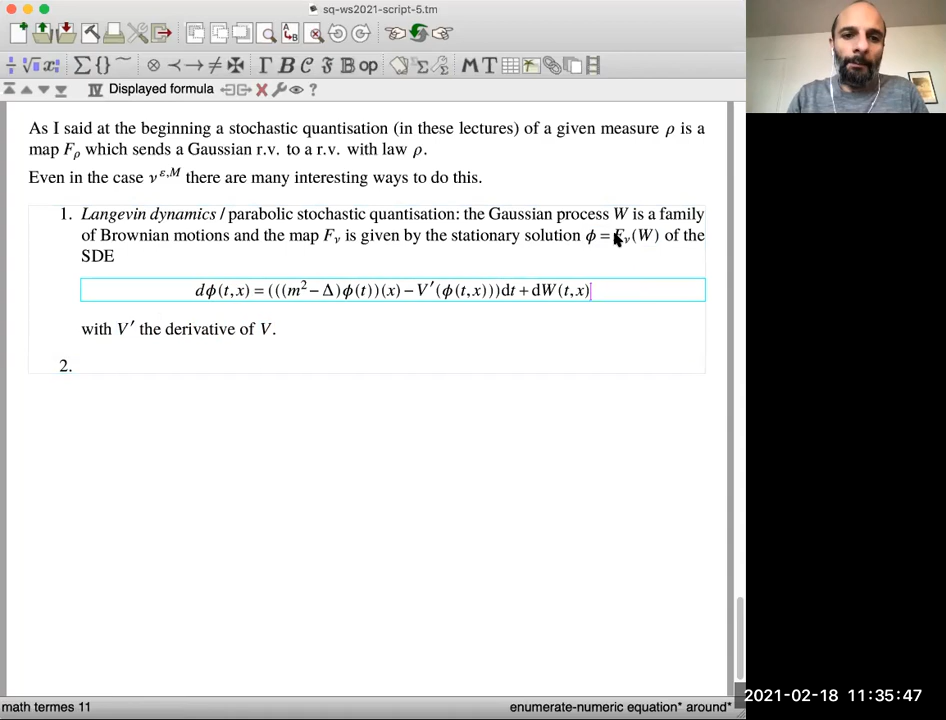 sq-ws2021-script-5.tm
Displayed formula
As I said at the beginning a stochastic quantisation (in these lectures) of a given measure ρ is a
map F_ρ which sends a Gaussian r.v. to a r.v. with law ρ.
Even in the case ν^{ε,M} there are many interesting ways to do this.
1. Langevin dynamics / parabolic stochastic quantisation: the Gaussian process W is a family
of Brownian motions and the map F_ν is given by the stationary solution ϕ = F_ν(W) of the
SDE
dϕ(t,x) = (((m² − Δ)ϕ(t))(x) − V′(ϕ(t,x)))dt + dW(t,x)
with V′ the derivative of V.
2.
math termes 11
enumerate-numeric equation* around*
2021-02-18 11:35:47